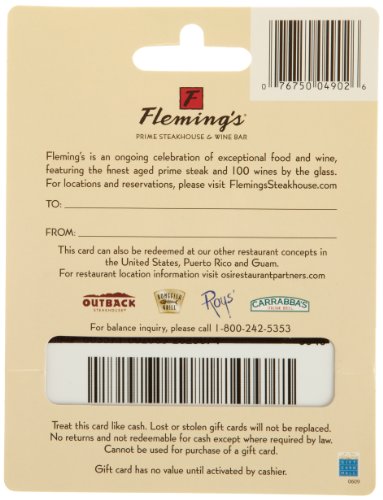 0 76750 04902 6
F
Fleming's
PRIME STEAKHOUSE & WINE BAR
Fleming's is an ongoing celebration of exceptional food and wine,
featuring the finest aged prime steak and 100 wines by the glass.
For locations and reservations, please visit FlemingsSteakhouse.com
TO:
FROM:
This card can also be redeemed at our other restaurant concepts in
the United States, Puerto Rico and Guam.
For restaurant location information visit osirestaurantpartners.com.
OUTBACK STEAKHOUSE BONEFISH GRILL Roys' CARRABBA'S ITALIAN GRILL
For balance inquiry, please call 1-800-242-5353
Treat this card like cash. Lost or stolen gift cards will not be replaced.
No returns and not redeemable for cash except where required by law.
Cannot be used for purchase of a gift card.
Gift card has no value until activated by cashier.
0609